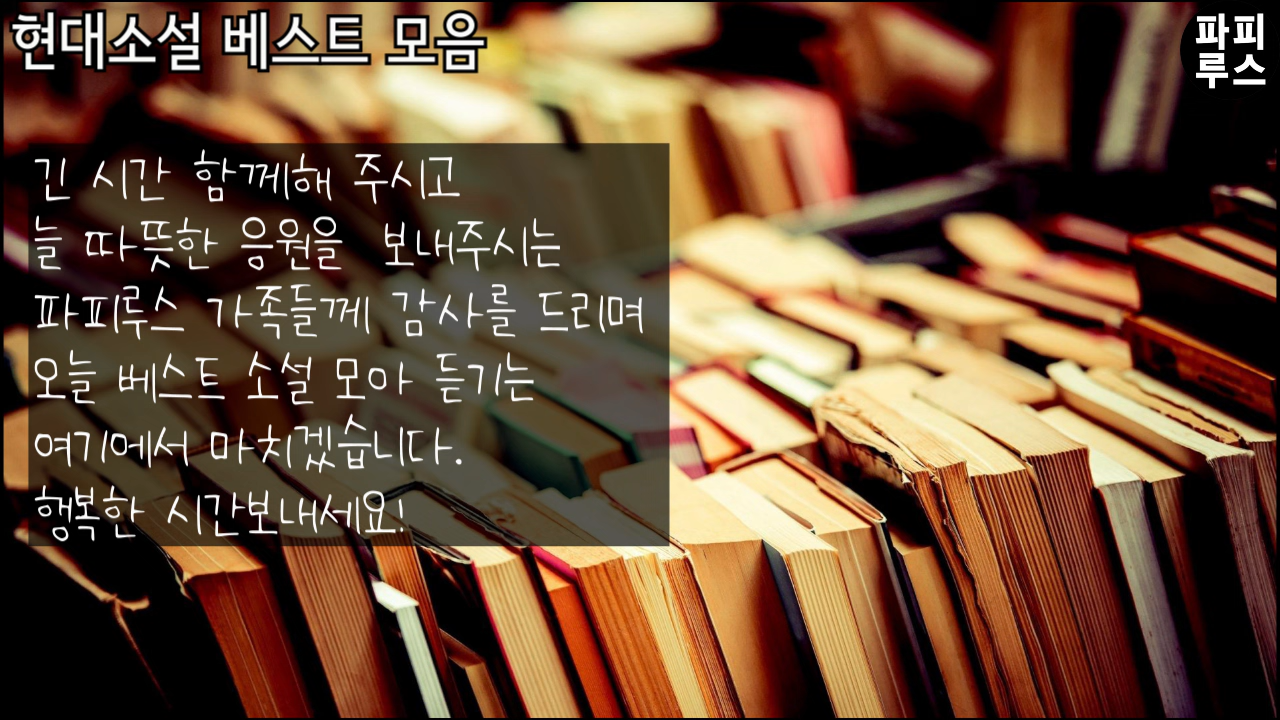 현대소설 베스트 모음
파피
루스
긴 시간 함께해 주시고
늘 따뜻한 응원을 보내주시는
파피루스 가족들께 감사를 드리며
오늘 베스트 소설 모아 듣기는
여기에서 마치겠습니다.
행복한 시간보내세요!